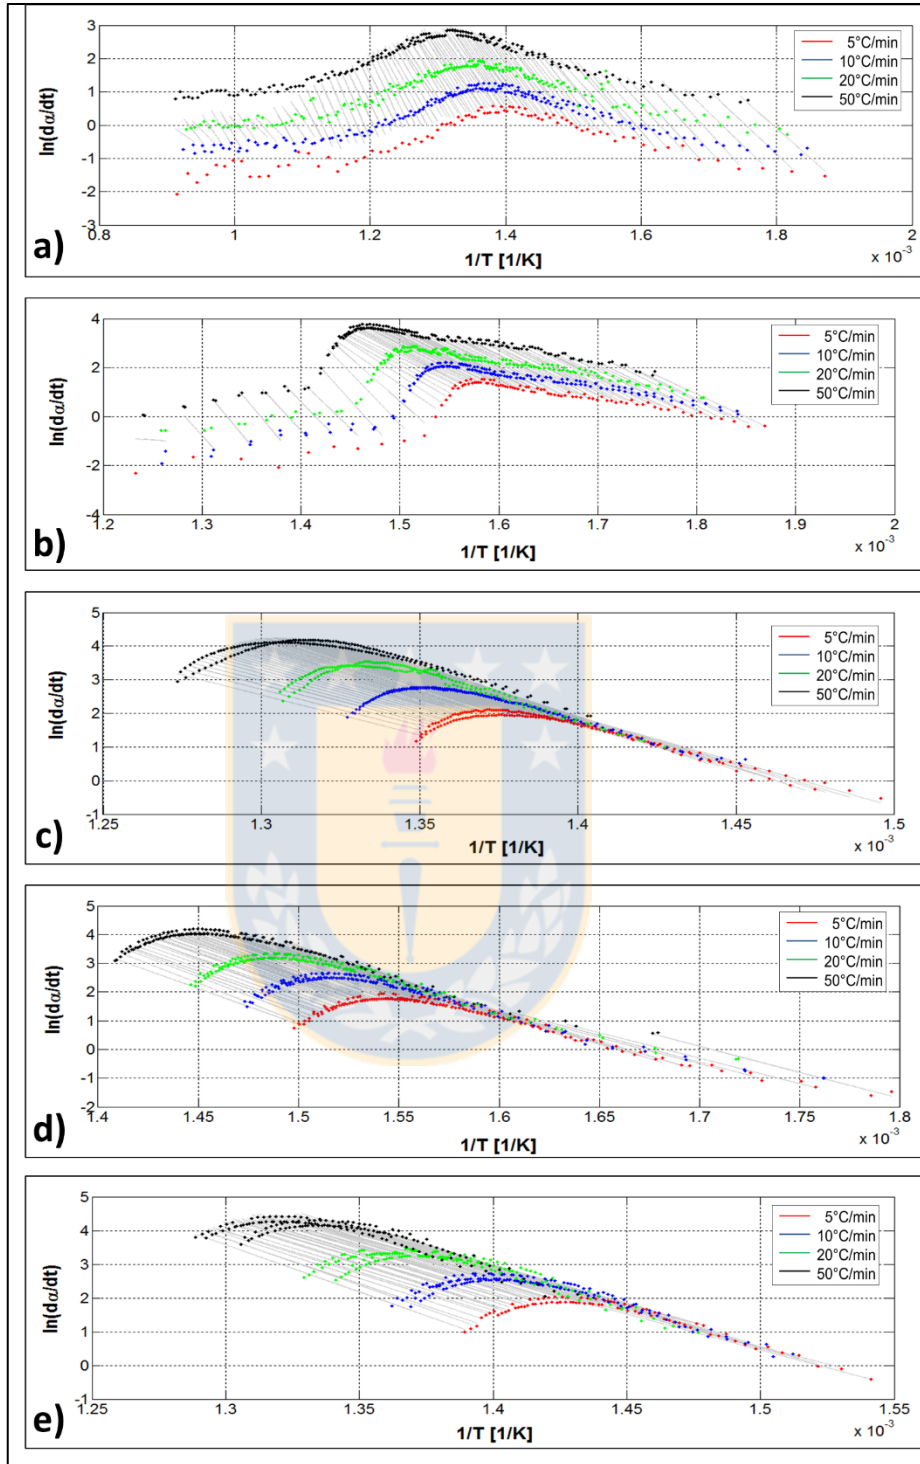 3
2
1
0
-1
-2
-3
0.8
1
1.2
1.4
1.6
1.8
2
x 10⁻³
ln(dα/dt)
1/T [1/K]
5°C/min
10°C/min
20°C/min
50°C/min
a)
4
2
0
-2
-4
1.2
1.3
1.4
1.5
1.6
1.7
1.8
1.9
2
x 10⁻³
ln(dα/dt)
1/T [1/K]
5°C/min
10°C/min
20°C/min
50°C/min
b)
5
4
3
2
1
0
-1
1.25
1.3
1.35
1.4
1.45
1.5
x 10⁻³
ln(dα/dt)
1/T [1/K]
5°C/min
10°C/min
20°C/min
50°C/min
c)
5
4
3
2
1
0
-1
-2
1.4
1.45
1.5
1.55
1.6
1.65
1.7
1.75
1.8
x 10⁻³
ln(dα/dt)
1/T [1/K]
5°C/min
10°C/min
20°C/min
50°C/min
d)
5
4
3
2
1
0
-1
1.25
1.3
1.35
1.4
1.45
1.5
1.55
x 10⁻³
ln(dα/dt)
1/T [1/K]
5°C/min
10°C/min
20°C/min
50°C/min
e)